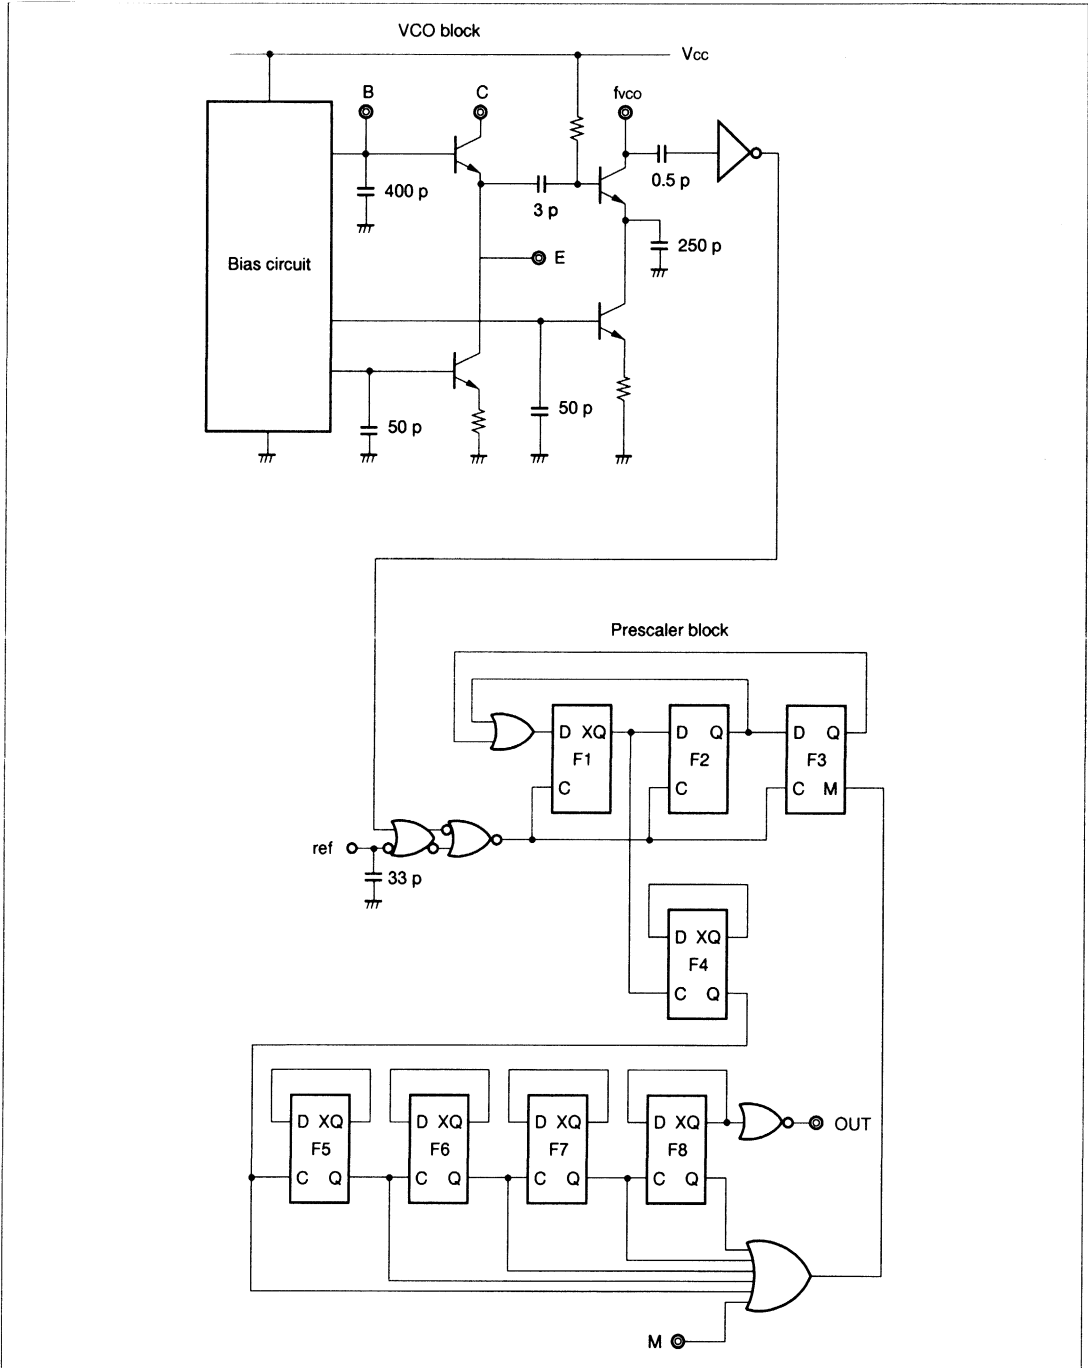 VCO block
Vcc
B
C
fvco
400 p
3 p
0.5 p
E
250 p
Bias circuit
50 p
50 p
Prescaler block
D XQ
F1
C
D Q
F2
C
D Q
F3
C M
ref
33 p
D XQ
F4
C Q
D XQ
F5
C Q
D XQ
F6
C Q
D XQ
F7
C Q
D XQ
F8
C Q
OUT
M